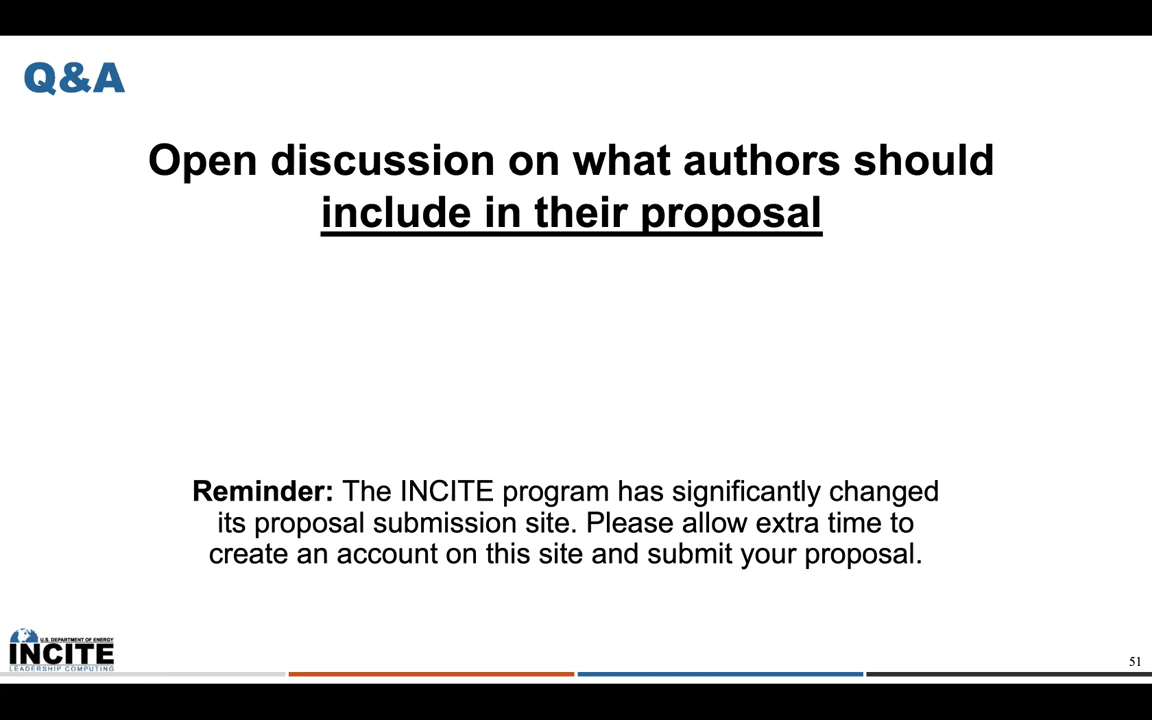 Q&A
Open discussion on what authors should
include in their proposal
Reminder: The INCITE program has significantly changed
its proposal submission site. Please allow extra time to
create an account on this site and submit your proposal.
U.S. DEPARTMENT OF ENERGY
INCITE
LEADERSHIP COMPUTING
51